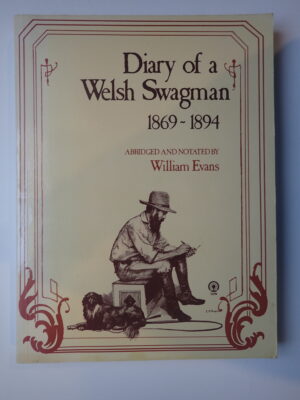 Diary of a
Welsh Swagman
1869-1894
ABRIDGED AND NOTATED BY
William Evans